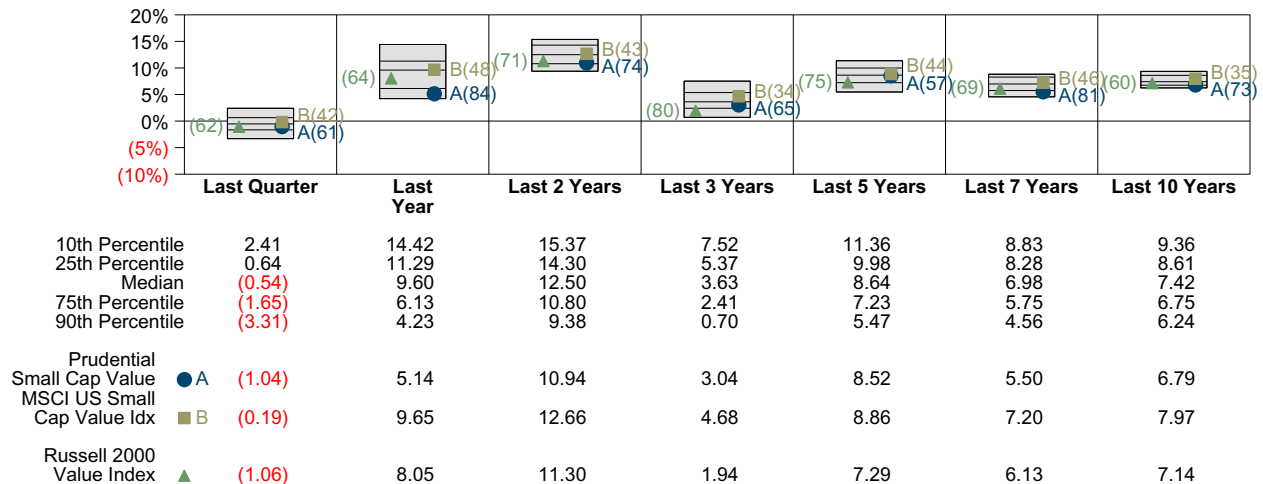 20%
15%
10%
5%
0%
(5%)
(10%)
Last Quarter
Last
Year
Last 2 Years
Last 3 Years
Last 5 Years
Last 7 Years
Last 10 Years
(62)
B(42)
A(61)
(64)
B(48)
A(84)
(71)
B(43)
A(74)
(80)
B(34)
A(65)
(75)
B(44)
A(57)
(69)
B(46)
A(81)
(60)
B(35)
A(73)
10th Percentile 2.41 14.42 15.37 7.52 11.36 8.83 9.36
25th Percentile 0.64 11.29 14.30 5.37 9.98 8.28 8.61
Median (0.54) 9.60 12.50 3.63 8.64 6.98 7.42
75th Percentile (1.65) 6.13 10.80 2.41 7.23 5.75 6.75
90th Percentile (3.31) 4.23 9.38 0.70 5.47 4.56 6.24
Prudential
Small Cap Value A (1.04) 5.14 10.94 3.04 8.52 5.50 6.79
MSCI US Small
Cap Value Idx B (0.19) 9.65 12.66 4.68 8.86 7.20 7.97
Russell 2000
Value Index (1.06) 8.05 11.30 1.94 7.29 6.13 7.14